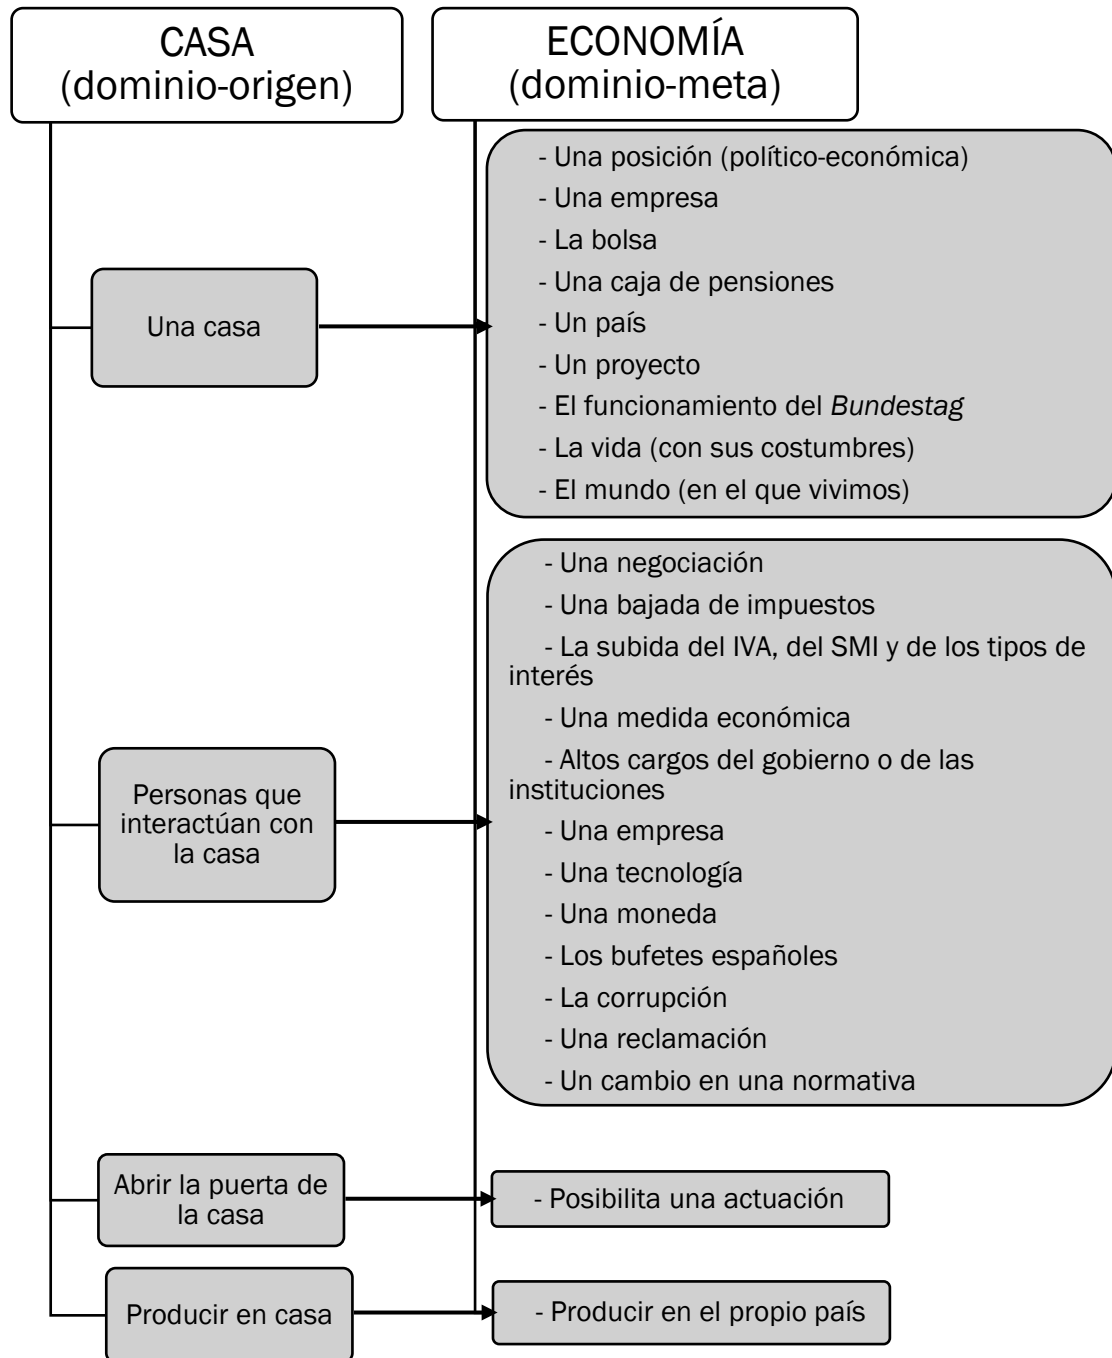 CASA
(dominio-origen)
ECONOMÍA
(dominio-meta)
Una casa
- Una posición (político-económica)
- Una empresa
- La bolsa
- Una caja de pensiones
- Un país
- Un proyecto
- El funcionamiento del Bundestag
- La vida (con sus costumbres)
- El mundo (en el que vivimos)
Personas que
interactúan con
la casa
- Una negociación
- Una bajada de impuestos
- La subida del IVA, del SMI y de los tipos de
interés
- Una medida económica
- Altos cargos del gobierno o de las
instituciones
- Una empresa
- Una tecnología
- Una moneda
- Los bufetes españoles
- La corrupción
- Una reclamación
- Un cambio en una normativa
Abrir la puerta de
la casa
- Posibilita una actuación
Producir en casa
- Producir en el propio país